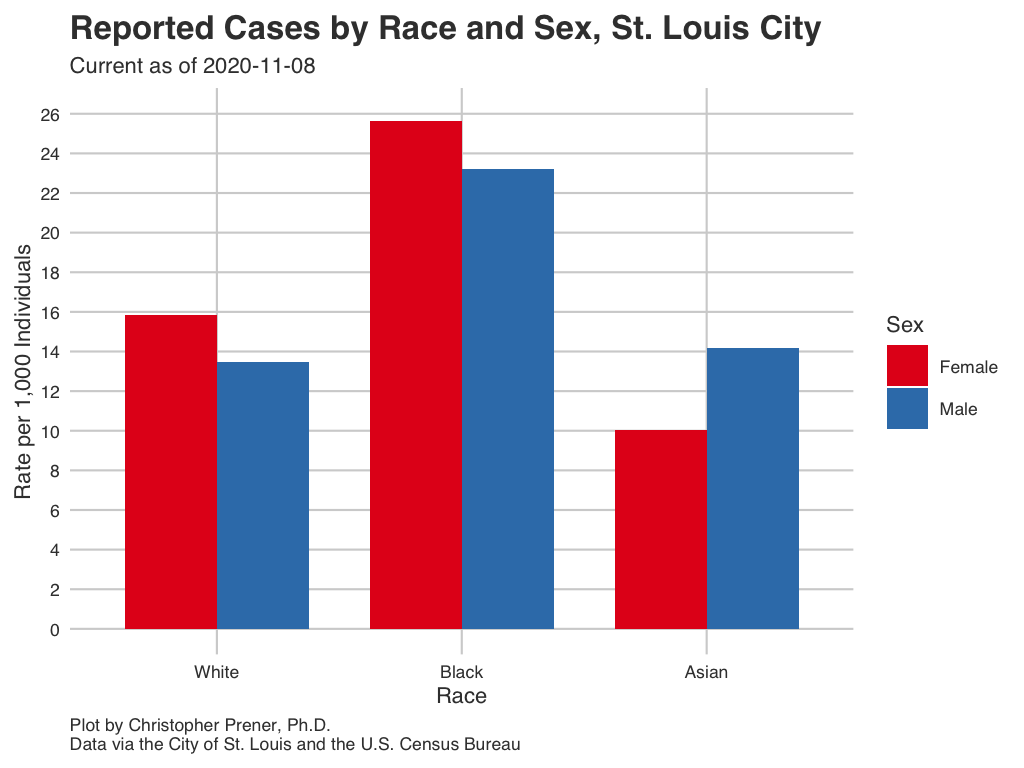 Reported Cases by Race and Sex, St. Louis City
Current as of 2020-11-08
Rate per 1,000 Individuals
26
24
22
20
18
16
14
12
10
8
6
4
2
0
White
Black
Asian
Race
Sex
Female
Male
Plot by Christopher Prener, Ph.D.
Data via the City of St. Louis and the U.S. Census Bureau